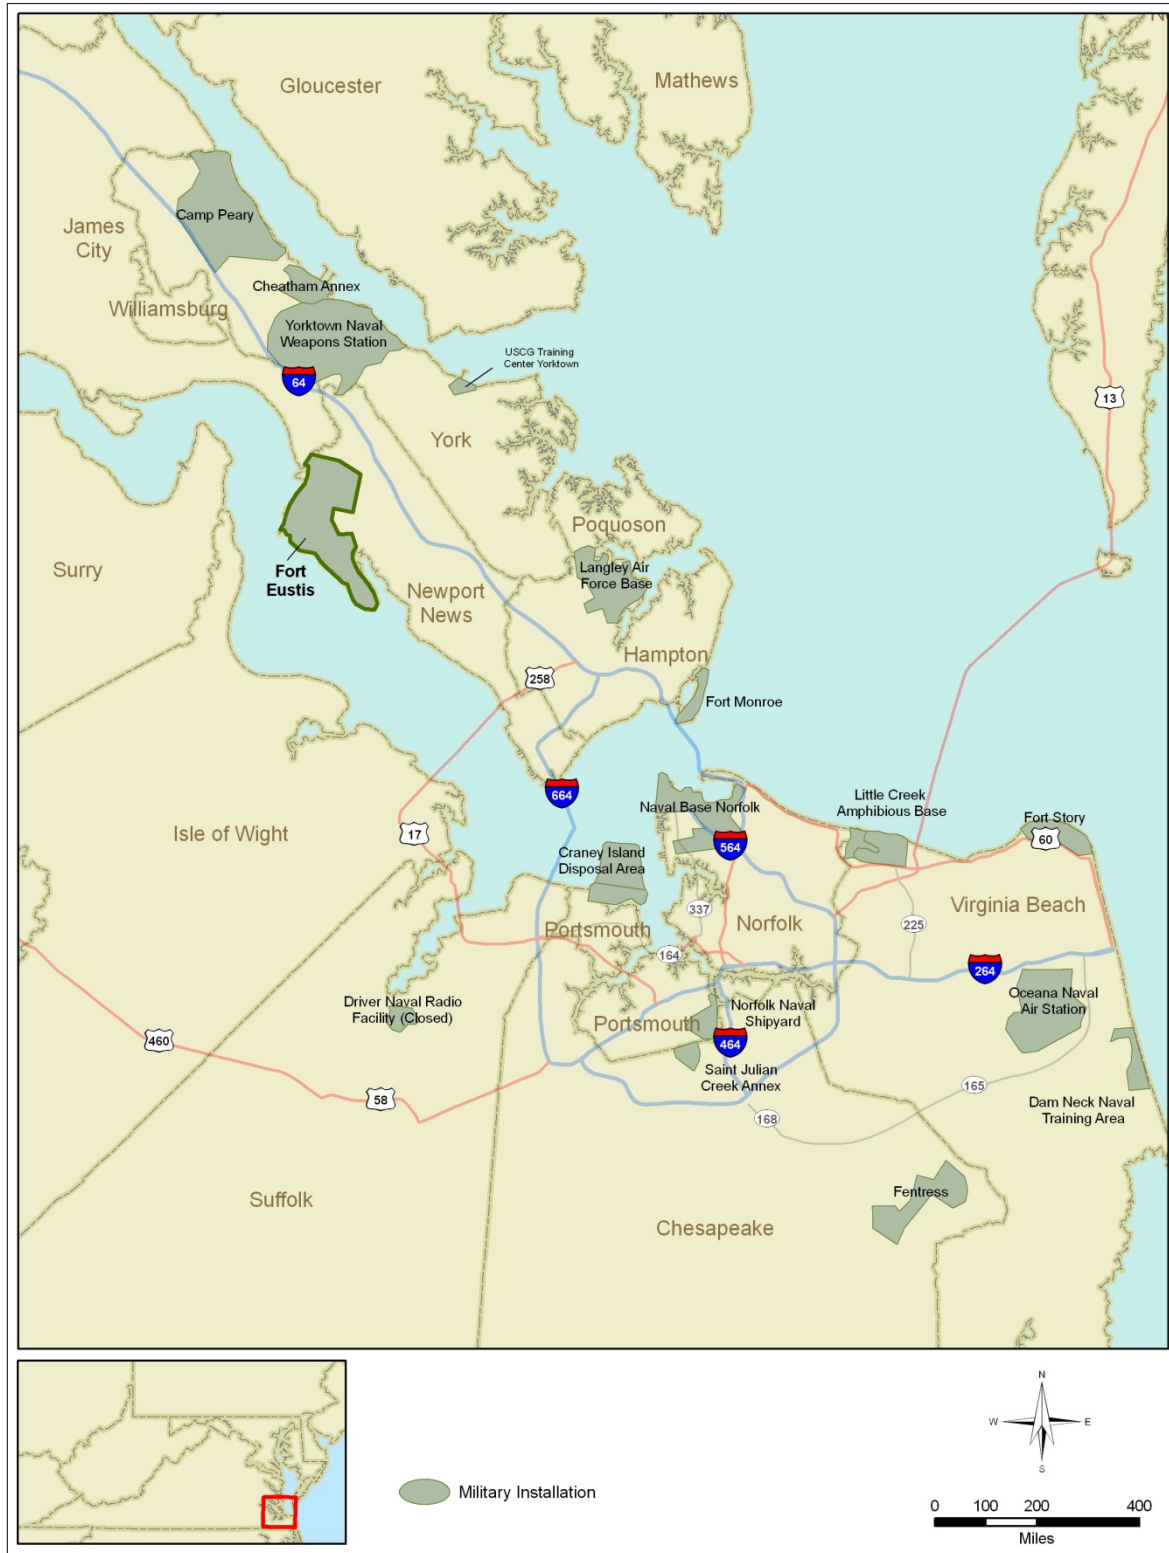 Gloucester
Mathews
N
Camp Peary
James
City
Cheatham Annex
Williamsburg
Yorktown Naval
Weapons Station
USCG Training
Center Yorktown
64
13
York
Poquoson
Surry
Fort
Eustis
Langley Air
Force Base
Newport
News
Hampton
258
Fort Monroe
664
Little Creek
Amphibious Base
Naval Base Norfolk
Fort Story
60
Isle of Wight
17
564
Craney Island
Disposal Area
337
Norfolk
Virginia Beach
225
Portsmouth
164
264
Driver Naval Radio
Facility (Closed)
Oceana Naval
Air Station
Portsmouth
Norfolk Naval
Shipyard
460
464
Saint Julian
Creek Annex
58
165
168
Dam Neck Naval
Training Area
Suffolk
Fentress
Chesapeake
Military Installation
N
W
E
S
0 100 200 400
Miles